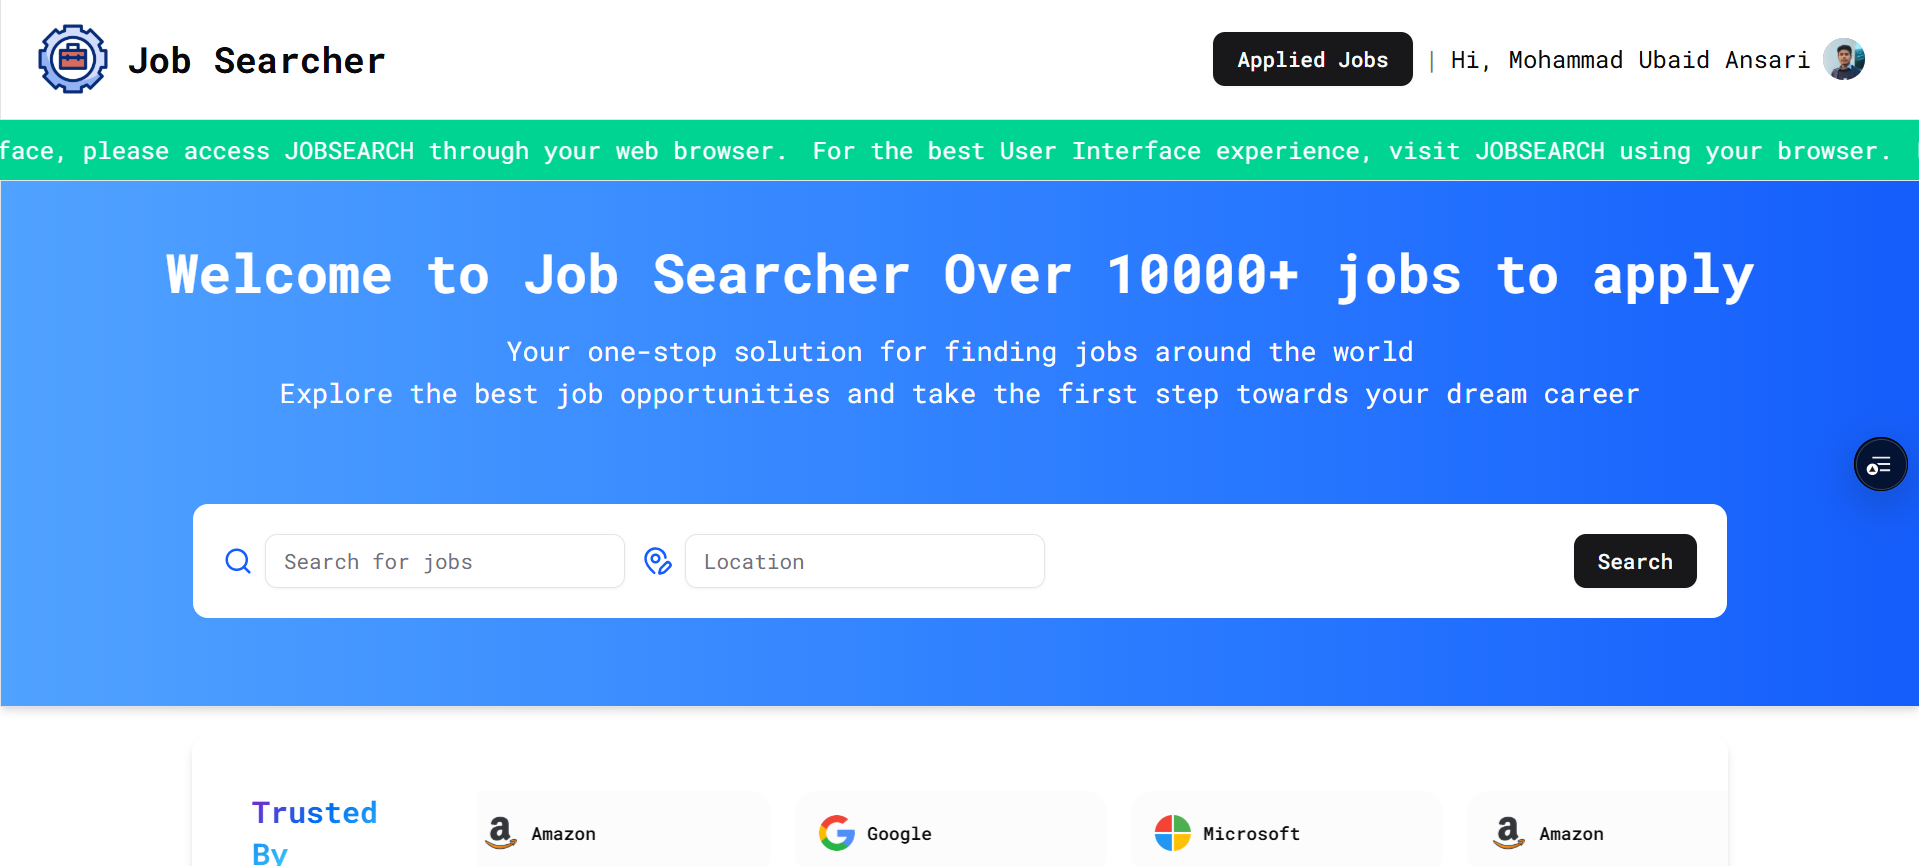 Job Searcher
Applied Jobs | Hi, Mohammad Ubaid Ansari
face, please access JOBSEARCH through your web browser. For the best User Interface experience, visit JOBSEARCH using your browser.
Welcome to Job Searcher Over 10000+ jobs to apply
Your one-stop solution for finding jobs around the world
Explore the best job opportunities and take the first step towards your dream career
Search for jobs
Location
Search
Trusted
By
Amazon
Google
Microsoft
Amazon